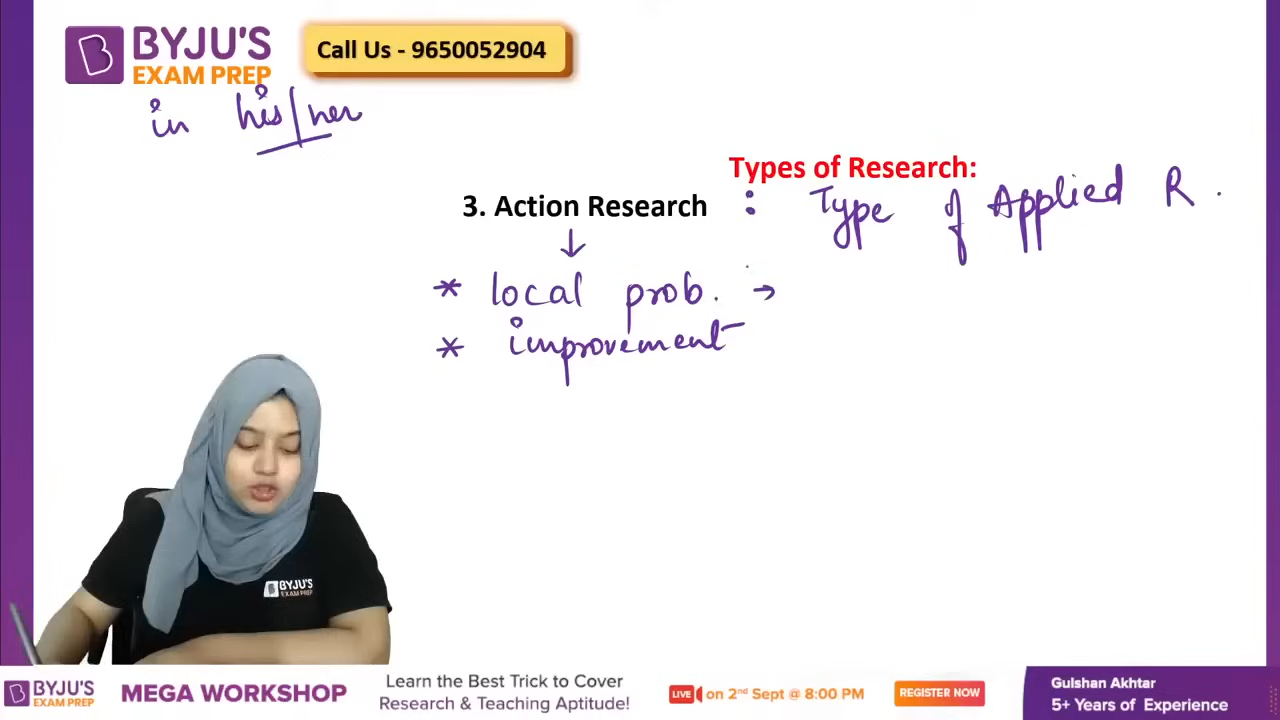 BYJU'S
EXAM PREP
Call Us - 9650052904
in his/her
Types of Research:
3. Action Research : Type of Applied R.
↓
* local prob. →
* improvement
BYJU'S
EXAM PREP
BYJU'S
EXAM PREP
MEGA WORKSHOP
Learn the Best Trick to Cover
Research & Teaching Aptitude!
LIVE on 2nd Sept @ 8:00 PM
REGISTER NOW
Gulshan Akhtar
5+ Years of Experience